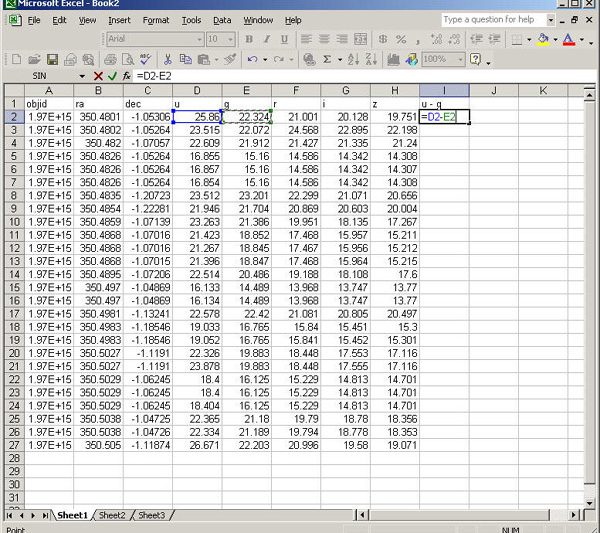 Microsoft Excel - Book2
File Edit View Insert Format Tools Data Window Help Type a question for help
Arial 10 B I U $ % ,
Σ 100%
SIN =D2-E2
A B C D E F G H I J K
1 objid ra dec u g r i z u - g
2 1.97E+15 350.4801 -1.05306 25.86 22.324 21.001 20.128 19.751 =D2-E2
3 1.97E+15 350.4802 -1.05264 23.515 22.072 24.568 22.895 22.198
4 1.97E+15 350.482 -1.07057 22.609 21.912 21.427 21.335 21.24
5 1.97E+15 350.4826 -1.05264 16.855 15.16 14.586 14.342 14.308
6 1.97E+15 350.4826 -1.05264 16.857 15.16 14.586 14.342 14.308
7 1.97E+15 350.4826 -1.05264 16.854 15.16 14.586 14.343 14.307
8 1.97E+15 350.4835 -1.20723 23.512 23.201 22.299 21.071 20.656
9 1.97E+15 350.4854 -1.22281 21.946 21.704 20.869 20.603 20.004
10 1.97E+15 350.4859 -1.07139 23.263 21.386 19.951 18.135 17.267
11 1.97E+15 350.4868 -1.07016 21.423 18.852 17.468 15.957 15.211
12 1.97E+15 350.4868 -1.07016 21.267 18.845 17.467 15.956 15.212
13 1.97E+15 350.4868 -1.07015 21.396 18.847 17.468 15.964 15.215
14 1.97E+15 350.4895 -1.07206 22.514 20.486 19.188 18.108 17.6
15 1.97E+15 350.497 -1.04869 16.133 14.489 13.968 13.747 13.77
16 1.97E+15 350.497 -1.04869 16.134 14.489 13.968 13.747 13.77
17 1.97E+15 350.4981 -1.13241 22.578 22.42 21.081 20.805 20.497
18 1.97E+15 350.4983 -1.18546 19.033 16.765 15.84 15.451 15.3
19 1.97E+15 350.4983 -1.18546 19.052 16.765 15.841 15.452 15.301
20 1.97E+15 350.5027 -1.1191 22.326 19.883 18.448 17.553 17.116
21 1.97E+15 350.5027 -1.1191 23.878 19.883 18.448 17.555 17.116
22 1.97E+15 350.5029 -1.06245 18.4 16.125 15.229 14.813 14.701
23 1.97E+15 350.5029 -1.06245 18.4 16.125 15.229 14.813 14.701
24 1.97E+15 350.5029 -1.06245 18.404 16.125 15.229 14.813 14.701
25 1.97E+15 350.5038 -1.04725 22.365 21.18 19.79 18.78 18.356
26 1.97E+15 350.5038 -1.04726 22.334 21.189 19.794 18.778 18.353
27 1.97E+15 350.505 -1.11874 26.671 22.203 20.996 19.58 19.071
28
29
30
31
32
33
Sheet1 Sheet2 Sheet3
Point NUM